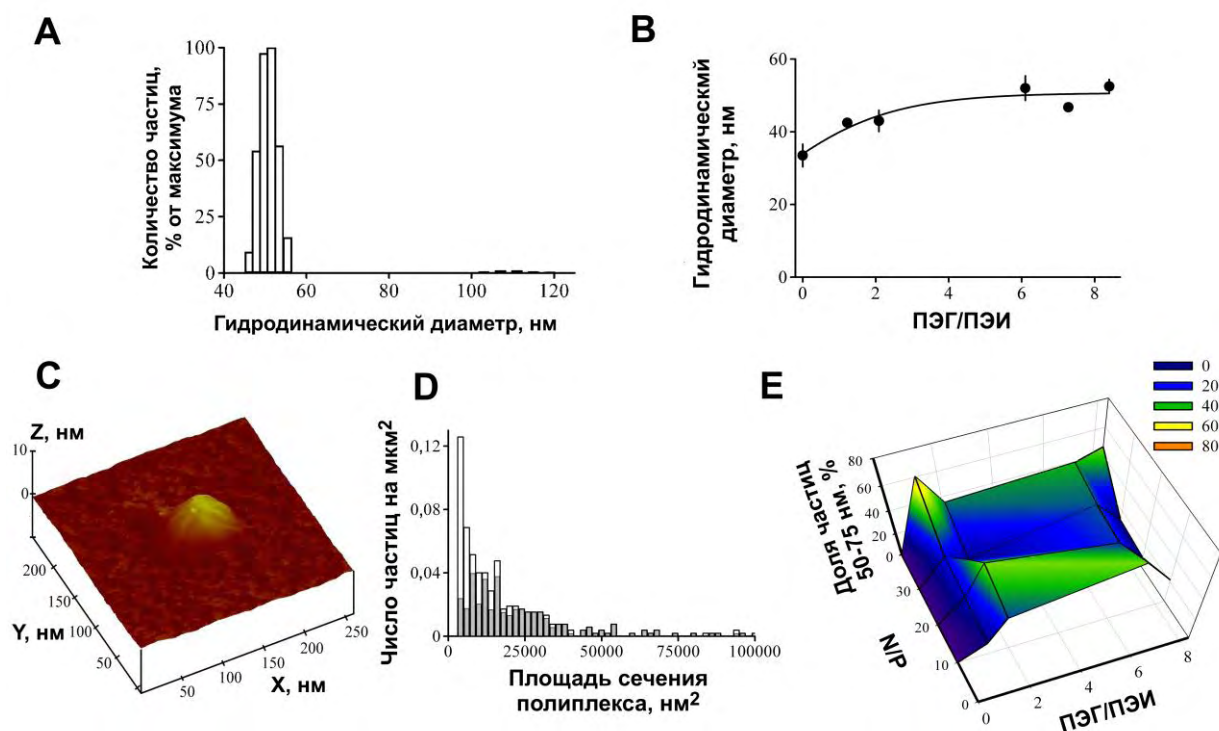 A
Количество частиц,
% от максимума
100
75
50
25
0
40
60
80
100
120
Гидродинамический диаметр, нм
B
Гидродинамическмй
диаметр, нм
60
40
20
0
0
2
4
6
8
ПЭГ/ПЭИ
C
Z, нм
10
0
200
150
100
50
Y, нм
50
100
150
200
250
X, нм
D
Число частиц на мкм2
0,12
0,08
0,04
0
0
25000
50000
75000
100000
Площадь сечения
полиплекса, нм2
E
0
20
40
60
80
Доля частиц
50-75 нм, %
80
60
40
20
0
30
20
10
0
N/P
0
2
4
6
8
ПЭГ/ПЭИ